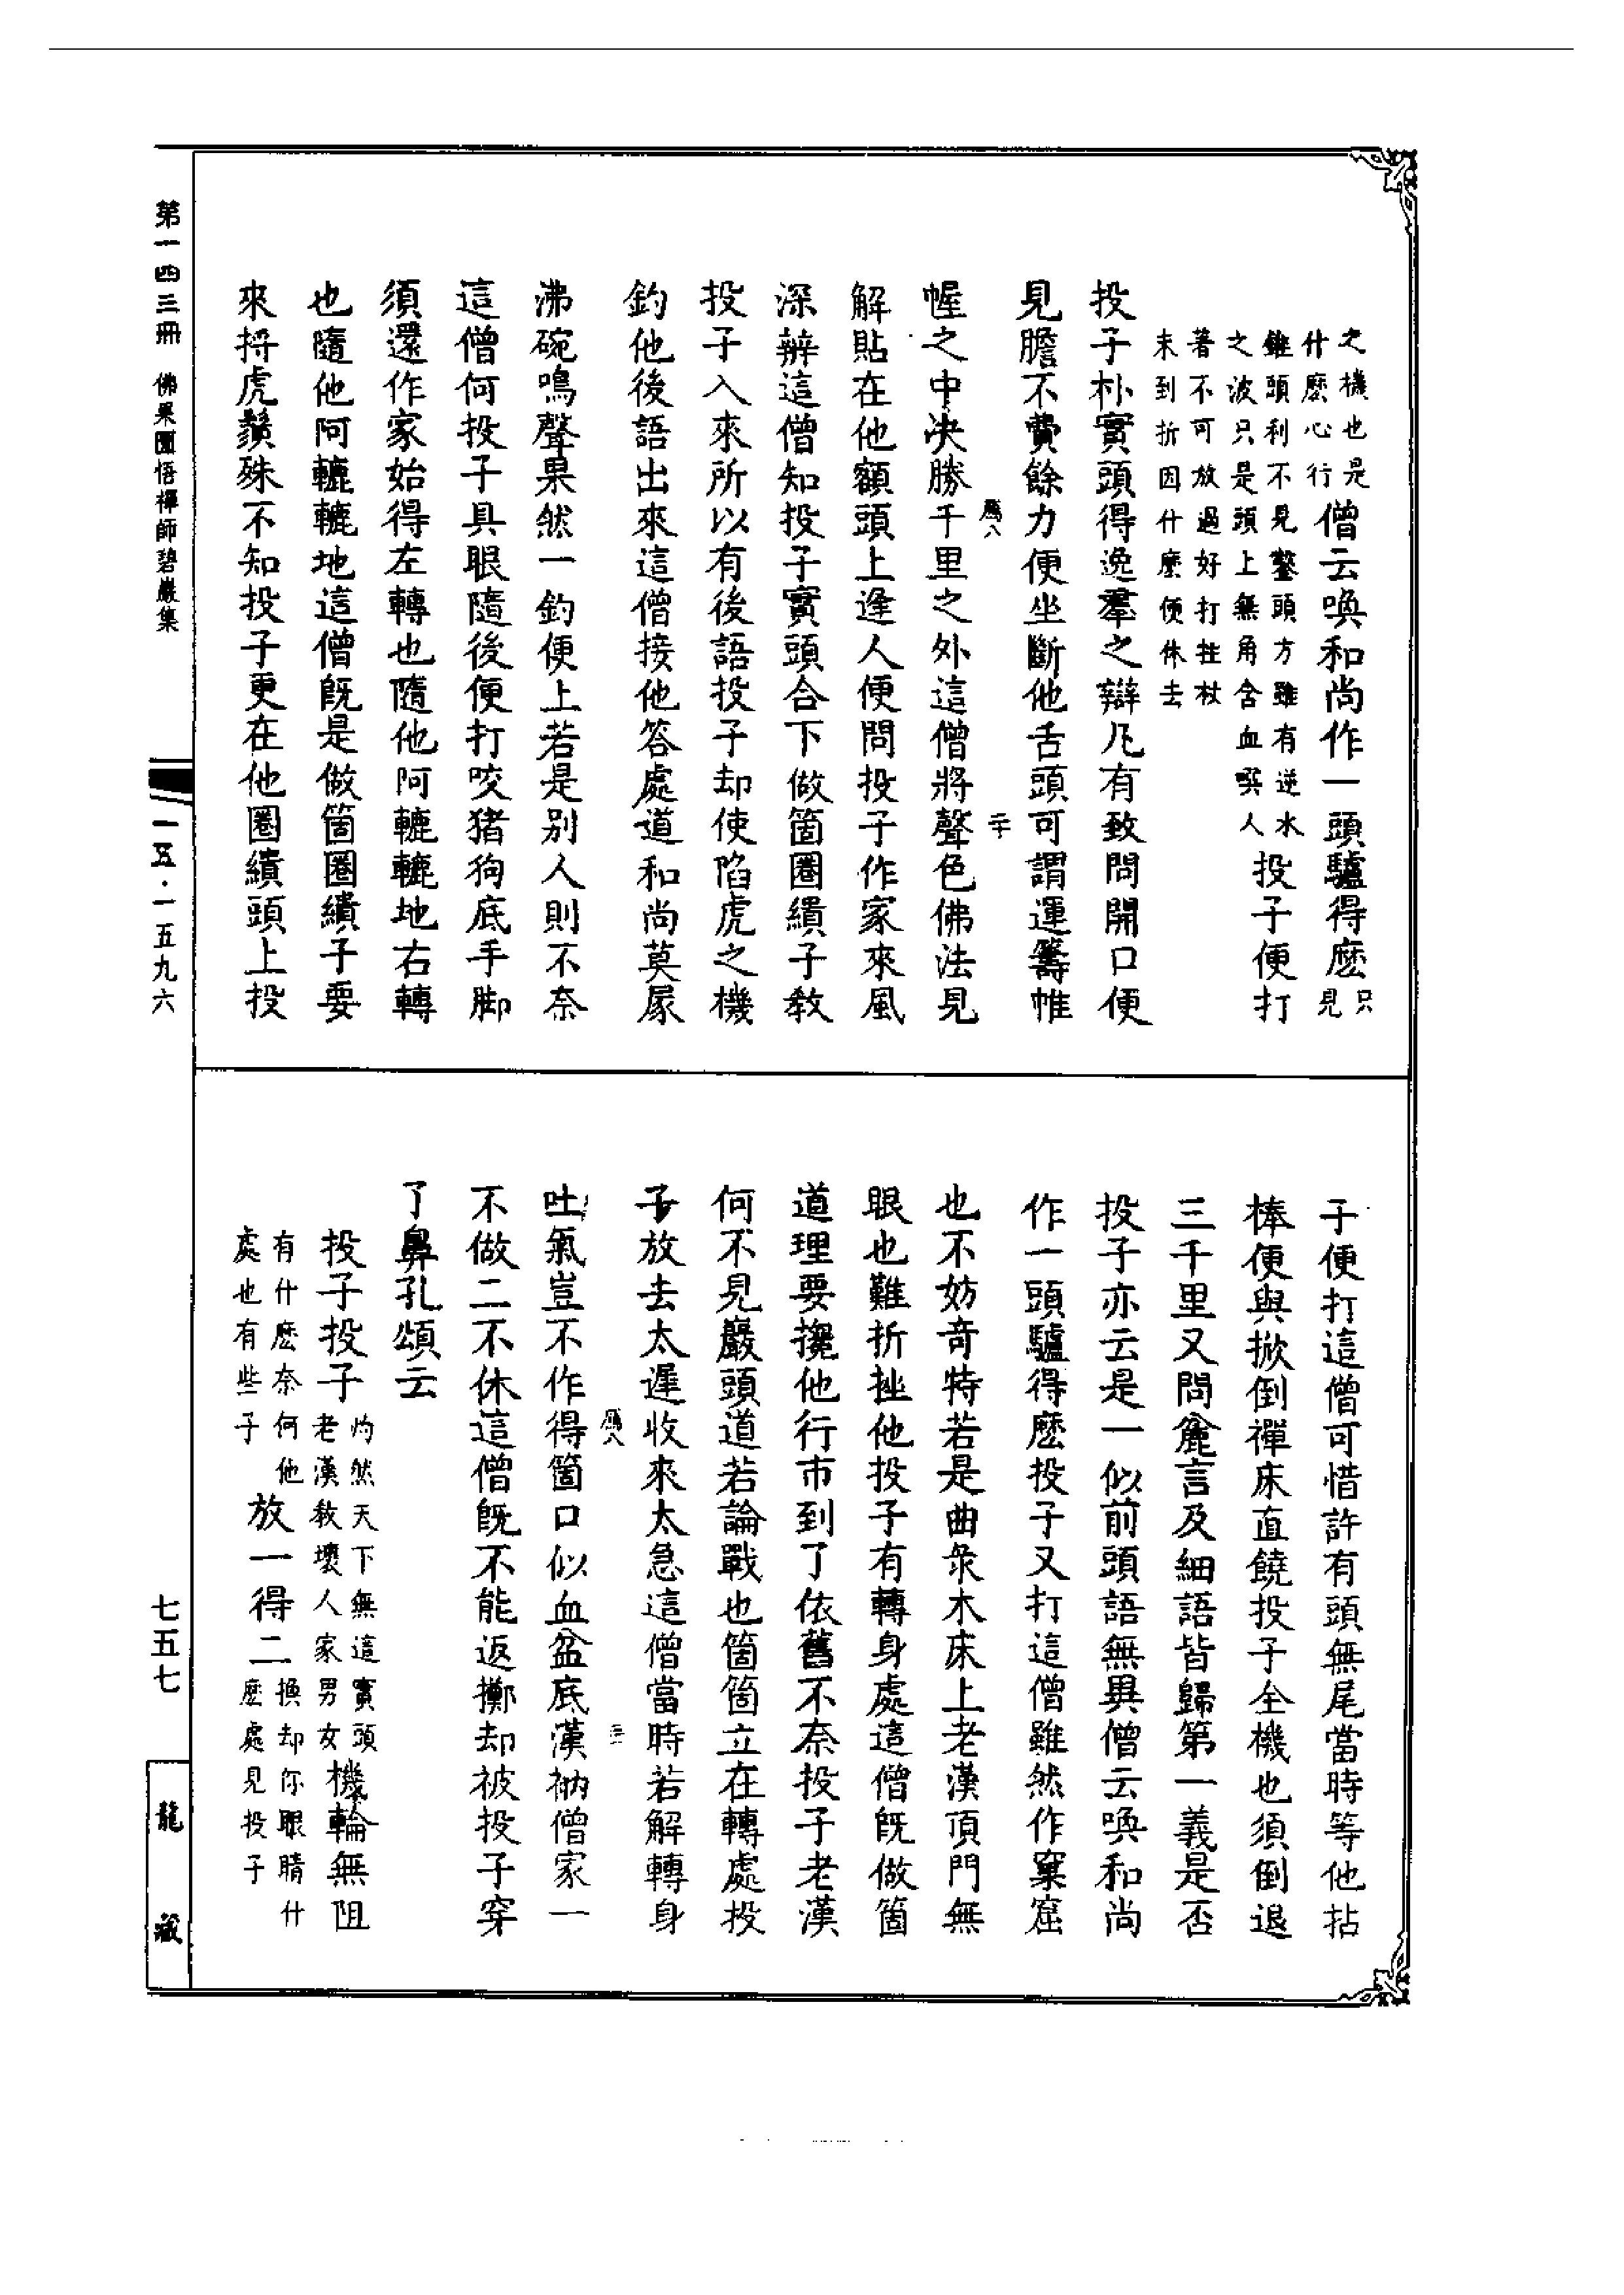 之機也是什麽心行僧云喚和尚作一頭驢得麽只見
錐頭利不見鑿頭方雖有逆水之波只是頭上無角含血噀人投子便打
著不可放過好打拄杖未到折因什麽便休去
投子朴實頭得逸羣之辯凡有致問開口便
見膽不費餘力便坐斷他舌頭可謂運籌帷
幄之中决勝千里之外這僧將聲色佛法見
解貼在他額頭上逢人便問投子作家來風
深辨這僧知投子實頭合下做箇圈繢子教
投子入來所以有後語投子却使陷虎之機
釣他後語出來這僧接他答處道和尚莫㞘
沸碗鳴聲果然一釣便上若是別人則不奈
這僧何投子具眼隨後便打咬猪狗底手脚
須還作家始得左轉也隨他阿轆轆地右轉
也隨他阿轆轆地這僧旣是做箇圈繢子要
來捋虎鬚殊不知投子更在他圈繢頭上投
子便打這僧可惜許有頭無尾當時等他拈
棒便與掀倒禪床直饒投子全機也須倒退
三千里又問麄言及細語皆歸第一義是否
投子亦云是一似前頭語無異僧云喚和尚
作一頭驢得麽投子又打這僧雖然作窠窟
也不妨奇特若是曲彔木床上老漢頂門無
眼也難折挫他投子有轉身處這僧旣做箇
道理要攙他行市到了依舊不奈投子老漢
何不見巖頭道若論戰也箇箇立在轉處投
子放去太遲收來太急這僧當時若解轉身
吐氣豈不作得箇口似血盆底漢衲僧家一
不做二不休這僧旣不能返擲却被投子穿
了鼻孔頌云
投子投子灼然天下無這實頭老漢教壞人家男女機輪無阻
有什麽奈何他處也有些子放一得二換却你眼睛什麽處見投子
鴈八
二十
鴈八
二十一
第一四三冊　佛果圜悟禪師碧巖集
一五·一五九六
七五七
龍藏